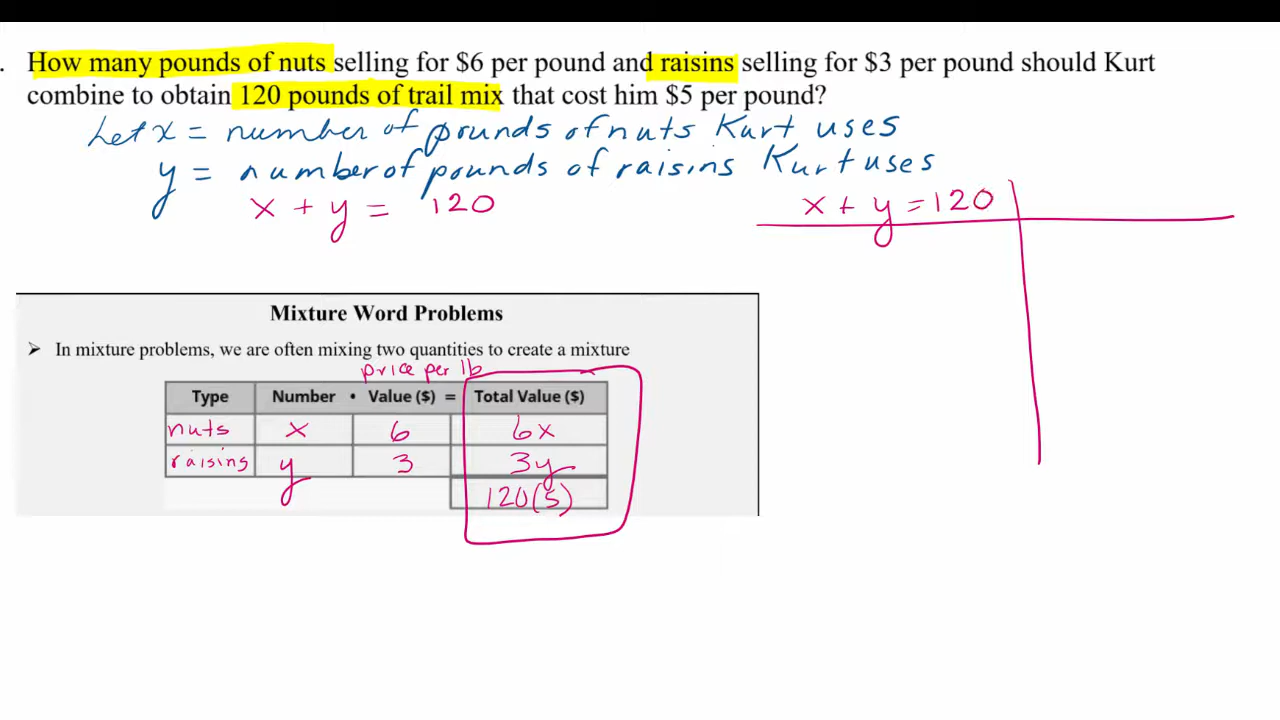 . How many pounds of nuts selling for $6 per pound and raisins selling for $3 per pound should Kurt
combine to obtain 120 pounds of trail mix that cost him $5 per pound?
Let x = number of pounds of nuts Kurt uses
y = number of pounds of raisins Kurt uses
x + y = 120
x + y = 120
Mixture Word Problems
➢ In mixture problems, we are often mixing two quantities to create a mixture
price per lb
Type Number • Value ($) = Total Value ($)
nuts x 6 6x
raising y 3 3y
120(5)